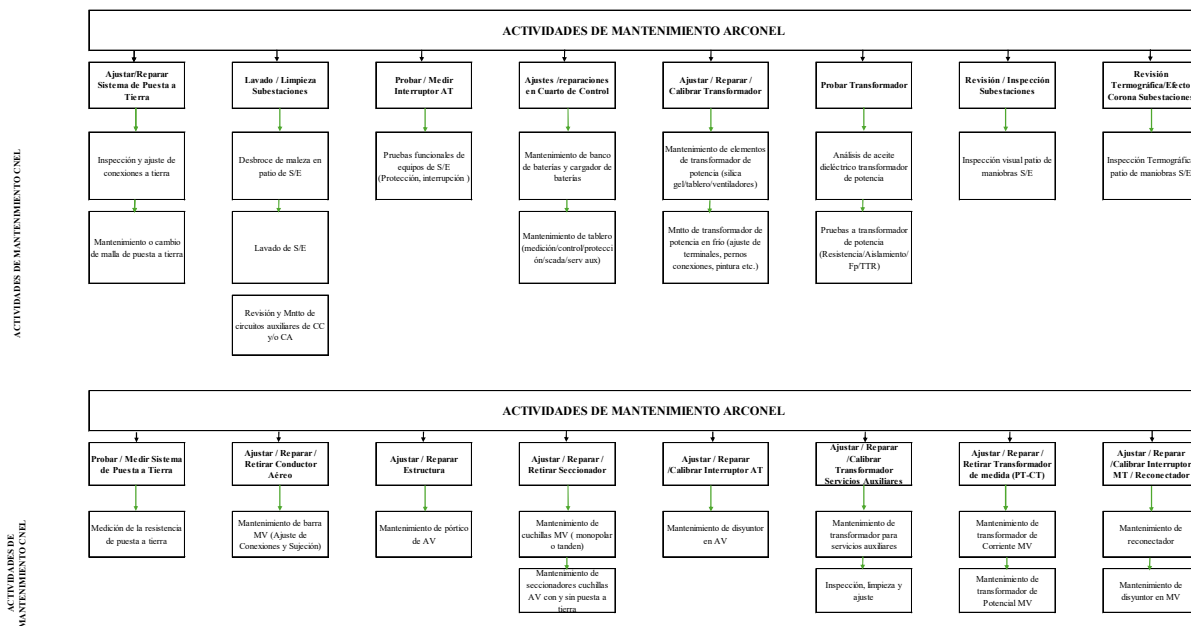 ACTIVIDADES DE MANTENIMIENTO ARCONEL
Ajustar/Reparar
Sistema de Puesta a
Tierra
Lavado / Limpieza
Subestaciones
Probar / Medir
Interruptor AT
Ajustes /reparaciones
en Cuarto de Control
Ajustar / Reparar /
Calibrar Transformador
Probar Transformador
Revisión / Inspección
Subestaciones
Revisión
Termográfica/Efecto
Corona Subestaciones
ACTIVIDADES DE MANTENIMIENTO CNEL
Inspección y ajuste de
conexiones a tierra
Desbroce de maleza en
patio de S/E
Pruebas funcionales de
equipos de S/E
(Protección, interrupción )
Mantenimiento de banco
de baterías y cargador de
baterías
Mantenimiento de elementos
de transformador de
potencia (silica
gel/tablero/ventiladores)
Análisis de aceite
dieléctrico transformador
de potencia
Inspección visual patio de
maniobras S/E
Inspección Termográfica
patio de maniobras S/E
Mantenimiento o cambio
de malla de puesta a tierra
Lavado de S/E
Mantenimiento de tablero
(medición/control/protecci
ón/scada/serv aux)
Mntto de transformador de
potencia en frío (ajuste de
terminales, pernos
conexiones, pintura etc.)
Pruebas a transformador
de potencia
(Resistencia/Aislamiento/
Fp/TTR)
Revisión y Mntto de
circuitos auxiliares de CC
y/o CA
ACTIVIDADES DE MANTENIMIENTO ARCONEL
Probar / Medir Sistema
de Puesta a Tierra
Ajustar / Reparar /
Retirar Conductor
Aéreo
Ajustar / Reparar
Estructura
Ajustar / Reparar /
Retirar Seccionador
Ajustar / Reparar
/Calibrar Interruptor AT
Ajustar / Reparar
/Calibrar
Transformador
Servicios Auxiliares
Ajustar / Reparar /
Retirar Transformador
de medida (PT-CT)
Ajustar / Reparar
/Calibrar Interruptor
MT / Reconectador
ACTIVIDADES DE
MANTENIMIENTO CNEL
Medición de la resistencia
de puesta a tierra
Mantenimiento de barra
MV (Ajuste de
Conexiones y Sujeción)
Mantenimiento de pórtico
de AV
Mantenimiento de
cuchillas MV ( monopolar
o tanden)
Mantenimiento de disyuntor
en AV
Mantenimiento de
transformador para
servicios auxiliares
Mantenimiento de
transformador de
Corriente MV
Mantenimiento de
reconectador
Mantenimiento de
seccionadores cuchillas
AV con y sin puesta a
tierra
Inspección, limpieza y
ajuste
Mantenimiento de
transformador de
Potencial MV
Mantenimiento de
disyuntor en MV